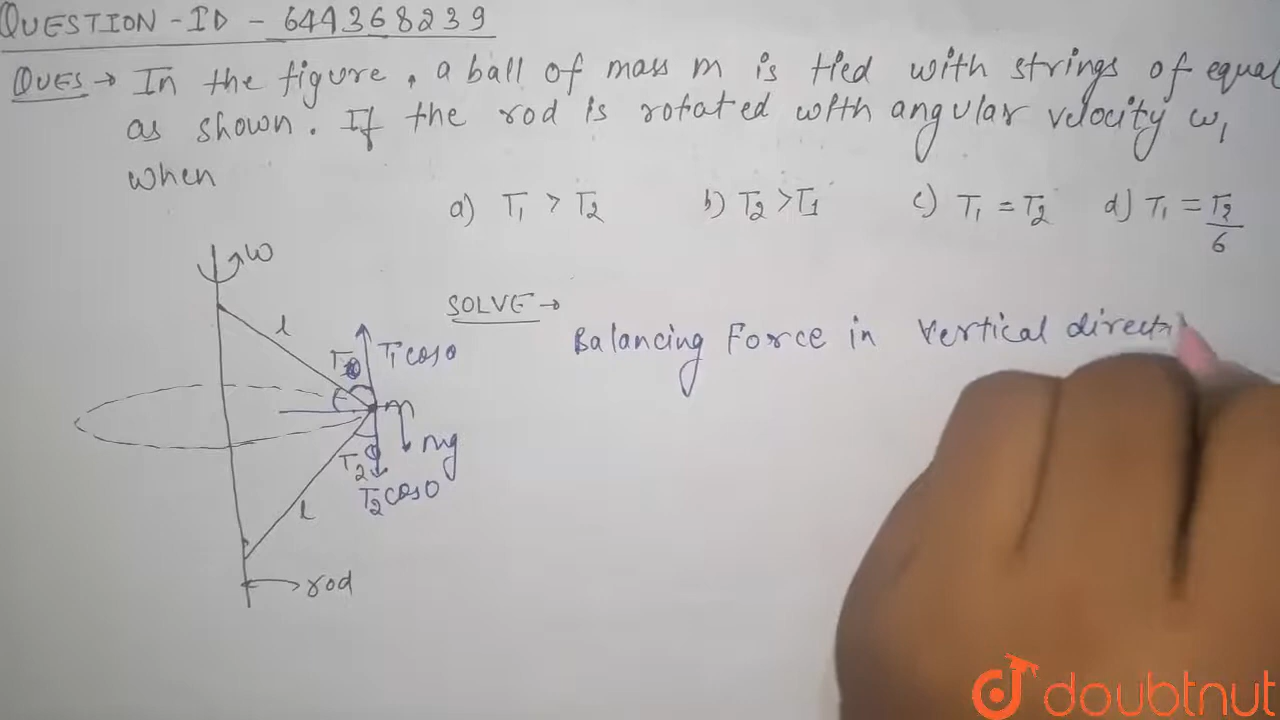 QUESTION - ID - 644368239
QUES → In the figure, a ball of mass m is tied with strings of equal
as shown. If the rod is rotated with angular velocity ω,
when
a) T₁ > T₂ b) T₂ > T₁ c) T₁ = T₂ d) T₁ = T₂/6
ω
SOLVE →
Balancing Force in vertical direct
l
T₁cosθ
m
mg
T₂
T₂cosθ
l
rod
doubtnut